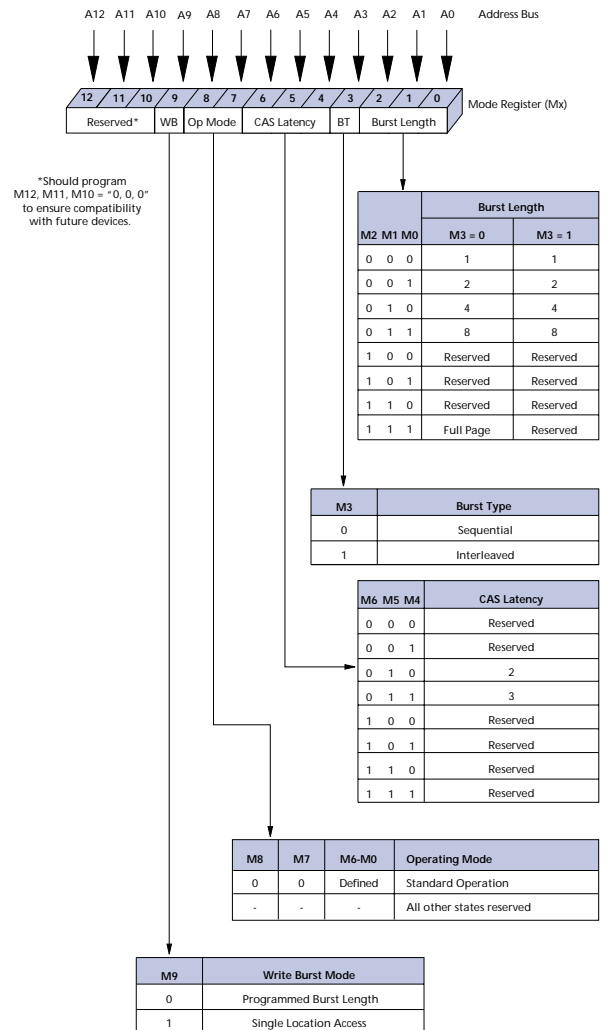 A12 A11 A10 A9 A8 A7 A6 A5 A4 A3 A2 A1 A0 Address Bus
12 11 10 9 8 7 6 5 4 3 2 1 0 Mode Register (Mx)
Reserved* WB Op Mode CAS Latency BT Burst Length
*Should program
M12, M11, M10 = “0, 0, 0”
to ensure compatibility
with future devices.
Burst Length
M2 M1 M0 M3 = 0 M3 = 1
0 0 0 1 1
0 0 1 2 2
0 1 0 4 4
0 1 1 8 8
1 0 0 Reserved Reserved
1 0 1 Reserved Reserved
1 1 0 Reserved Reserved
1 1 1 Full Page Reserved
M3 Burst Type
0 Sequential
1 Interleaved
M6 M5 M4 CAS Latency
0 0 0 Reserved
0 0 1 Reserved
0 1 0 2
0 1 1 3
1 0 0 Reserved
1 0 1 Reserved
1 1 0 Reserved
1 1 1 Reserved
M8 M7 M6-M0 Operating Mode
0 0 Defined Standard Operation
- - - All other states reserved
M9 Write Burst Mode
0 Programmed Burst Length
1 Single Location Access